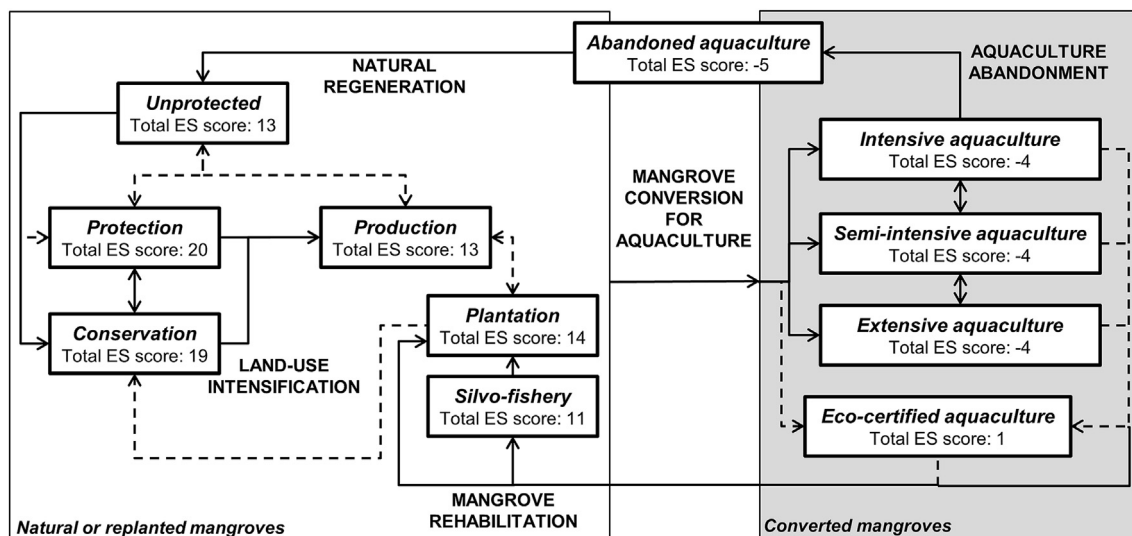 Abandoned aquaculture
Total ES score: -5
NATURAL
REGENERATION
AQUACULTURE
ABANDONMENT
Unprotected
Total ES score: 13
Intensive aquaculture
Total ES score: -4
MANGROVE
CONVERSION
FOR
AQUACULTURE
Protection
Total ES score: 20
Production
Total ES score: 13
Semi-intensive aquaculture
Total ES score: -4
Conservation
Total ES score: 19
Plantation
Total ES score: 14
Extensive aquaculture
Total ES score: -4
LAND-USE
INTENSIFICATION
Silvo-fishery
Total ES score: 11
Eco-certified aquaculture
Total ES score: 1
MANGROVE
REHABILITATION
Natural or replanted mangroves
Converted mangroves